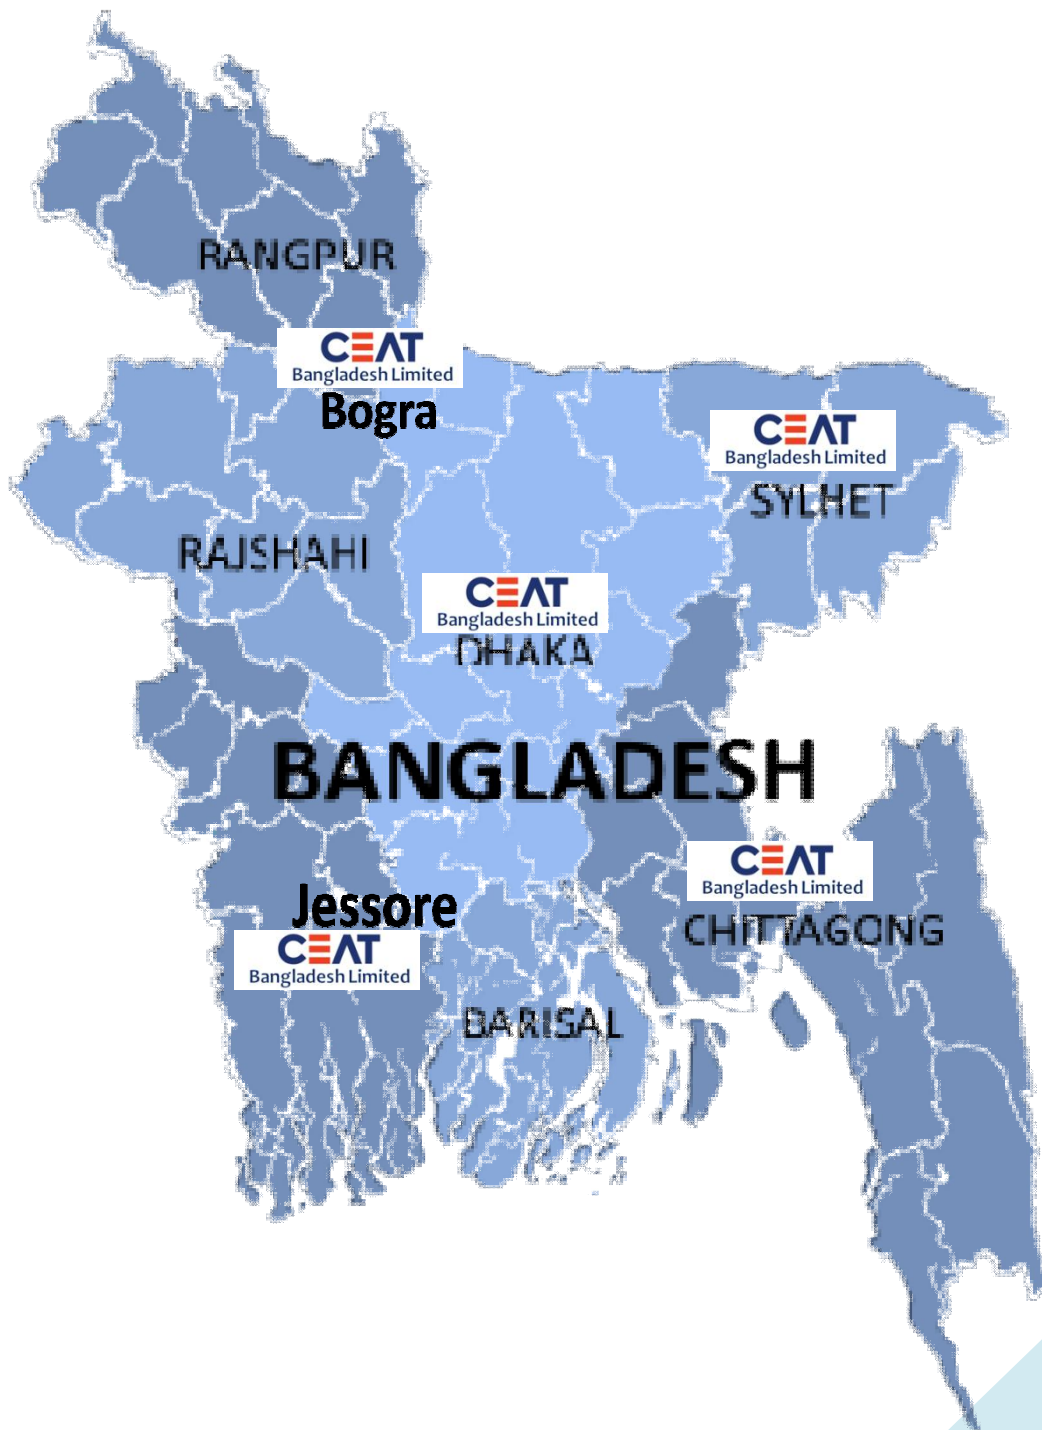 RANGPUR
CEAT
Bangladesh Limited
Bogra
CEAT
Bangladesh Limited
SYLHET
RAJSHAHI
CEAT
Bangladesh Limited
DHAKA
BANGLADESH
CEAT
Bangladesh Limited
CHITTAGONG
Jessore
CEAT
Bangladesh Limited
BARISAL